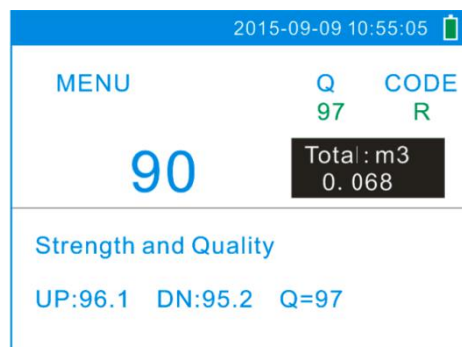 2015-09-09 10:55:05
MENU Q CODE
97 R
90
Total: m3
0. 068
Strength and Quality
UP:96.1 DN:95.2 Q=97